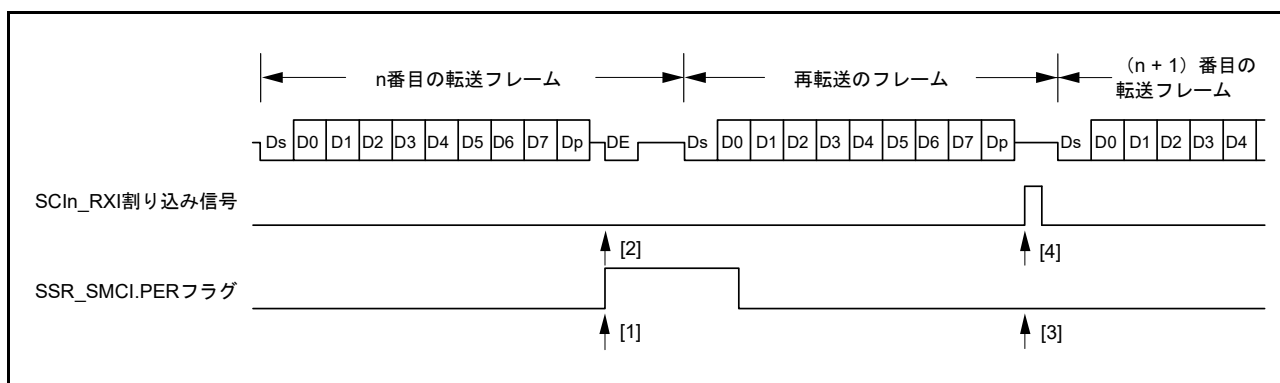 n番目の転送フレーム
再転送のフレーム
(n + 1)番目の
転送フレーム
Ds D0 D1 D2 D3 D4 D5 D6 D7 Dp DE Ds D0 D1 D2 D3 D4 D5 D6 D7 Dp Ds D0 D1 D2 D3 D4
SCIn_RXI割り込み信号
[2] [4]
SSR_SMCI.PERフラグ
[1] [3]